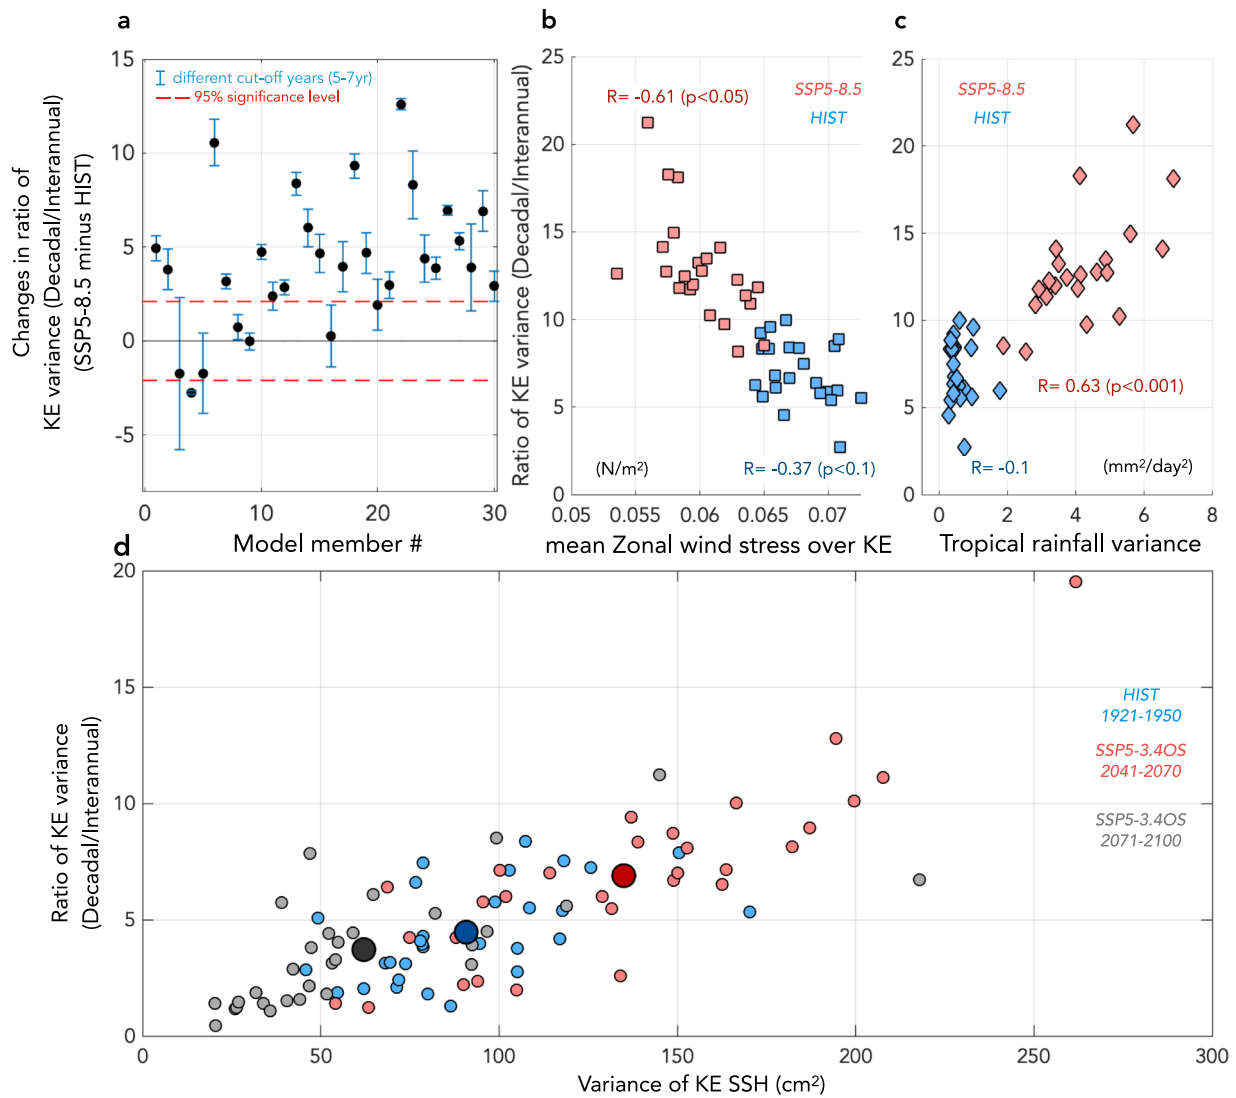 a
Changes in ratio of
KE variance (Decadal/Interannual)
(SSP5-8.5 minus HIST)
15
10
5
0
-5
different cut-off years (5-7yr)
95% significance level
0
10
20
30
Model member #
b
Ratio of KE variance (Decadal/Interannual)
25
20
15
10
5
0
SSP5-8.5
R= -0.61 (p<0.05)
HIST
(N/m²)
R= -0.37 (p<0.1)
0.05
0.055
0.06
0.065
0.07
mean Zonal wind stress over KE
c
25
20
15
10
5
0
SSP5-8.5
HIST
R= 0.63 (p<0.001)
R= -0.1
(mm²/day²)
0
2
4
6
8
Tropical rainfall variance
d
Ratio of KE variance
(Decadal/Interannual)
20
15
10
5
0
HIST
1921-1950
SSP5-3.4OS
2041-2070
SSP5-3.4OS
2071-2100
0
50
100
150
200
250
300
Variance of KE SSH (cm²)